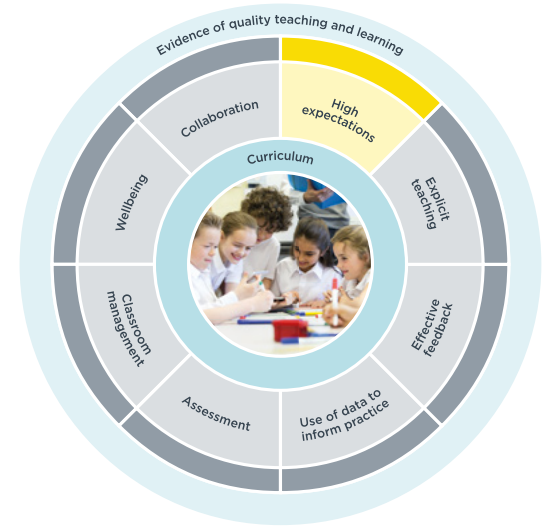 Evidence of quality teaching and learning
High
expectations
Explicit
teaching
Effective
feedback
Use of data to
inform practice
Assessment
Classroom
management
Wellbeing
Collaboration
Curriculum